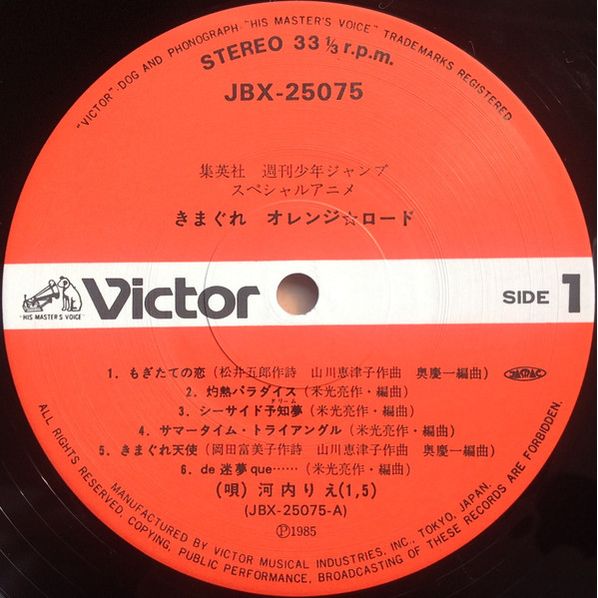 "VICTOR"-DOG AND PHONOGRAPH-"HIS MASTER'S VOICE" TRADEMARKS REGISTERED
STEREO 33 ⅓ r.p.m.
JBX-25075
集英社 週刊少年ジャンプ
スペシャルアニメ
きまぐれ オレンジ☆ロード
"HIS MASTER'S VOICE"
Victor
SIDE 1
1. もぎたての恋（松井五郎作詩 山川恵津子作曲 奥慶一編曲）
JASRAC
2. 灼熱パラダイス（米光亮作・編曲）
ドリーム
3. シーサイド予知夢（米光亮作・編曲）
4. サマータイム・トライアングル（米光亮作・編曲）
5. きまぐれ天使（岡田富美子作詩 山川恵津子作曲 奥慶一編曲）
6. de 迷夢 que……（米光亮作・編曲）
（唄）河内りえ(1,5)
(JBX-25075-A)
Ⓟ1985
ALL RIGHTS RESERVED. COPYING, PUBLIC PERFORMANCE, BROADCASTING OF THESE RECORDS ARE FORBIDDEN.
MANUFACTURED BY VICTOR MUSICAL INDUSTRIES, INC., TOKYO, JAPAN.